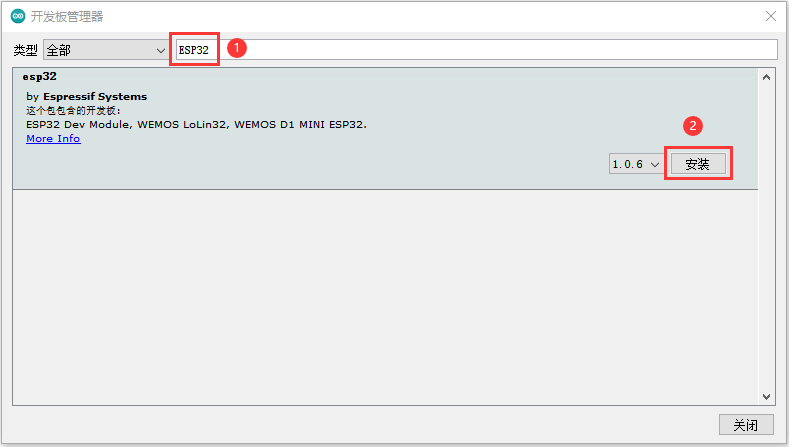 开发板管理器
类型 全部 ESP32 1
esp32
by Espressif Systems
这个包包含的开发板：
ESP32 Dev Module, WEMOS LoLin32, WEMOS D1 MINI ESP32.
More Info
2
1.0.6 安装
关闭